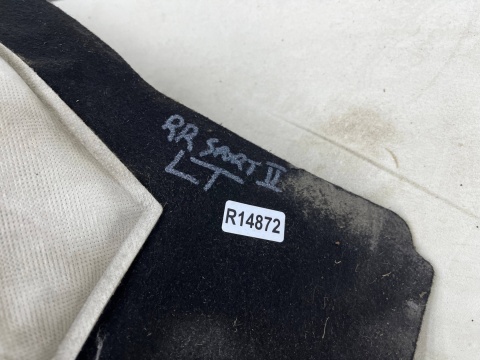 RR SPORT II
LT
R14872